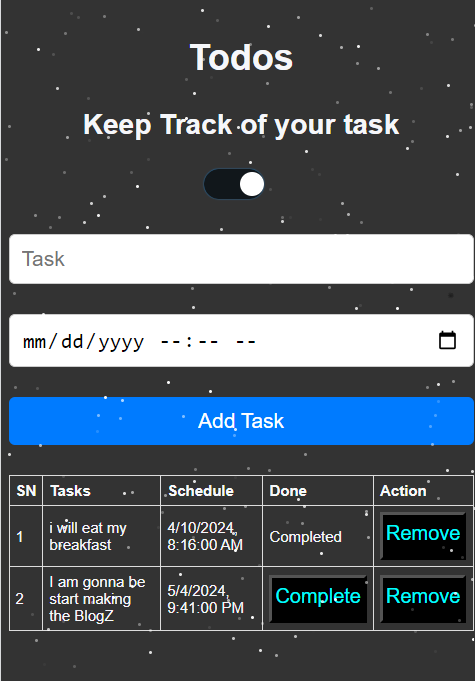 Todos
Keep Track of your task
Task
mm/dd/yyyy --:-- --
Add Task
SN Tasks Schedule Done Action
1 i will eat my breakfast 4/10/2024, 8:16:00 AM Completed Remove
2 I am gonna be start making the BlogZ 5/4/2024, 9:41:00 PM Complete Remove